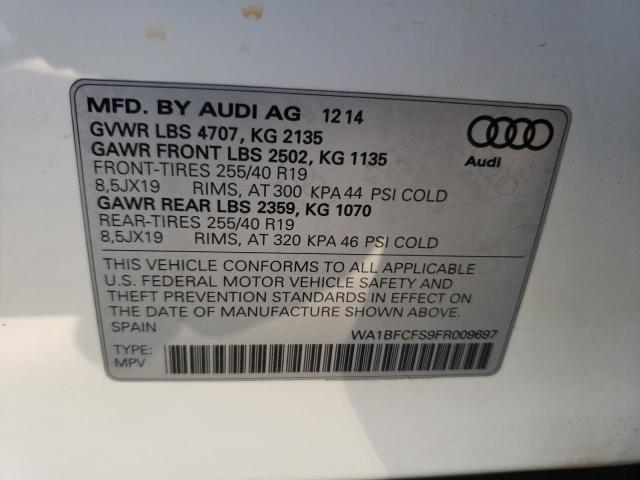 MFD. BY AUDI AG 1214
GVWR LBS 4707, KG 2135
GAWR FRONT LBS 2502, KG 1135
FRONT-TIRES 255/40 R19
8,5JX19 RIMS, AT 300 KPA 44 PSI COLD
GAWR REAR LBS 2359, KG 1070
REAR-TIRES 255/40 R19
8,5JX19 RIMS, AT 320 KPA 46 PSI COLD
Audi
THIS VEHICLE CONFORMS TO ALL APPLICABLE
U.S. FEDERAL MOTOR VEHICLE SAFETY AND
THEFT PREVENTION STANDARDS IN EFFECT ON
THE DATE OF MANUFACTURE SHOWN ABOVE.
SPAIN WA1BFCFS9FR009697
TYPE:
MPV